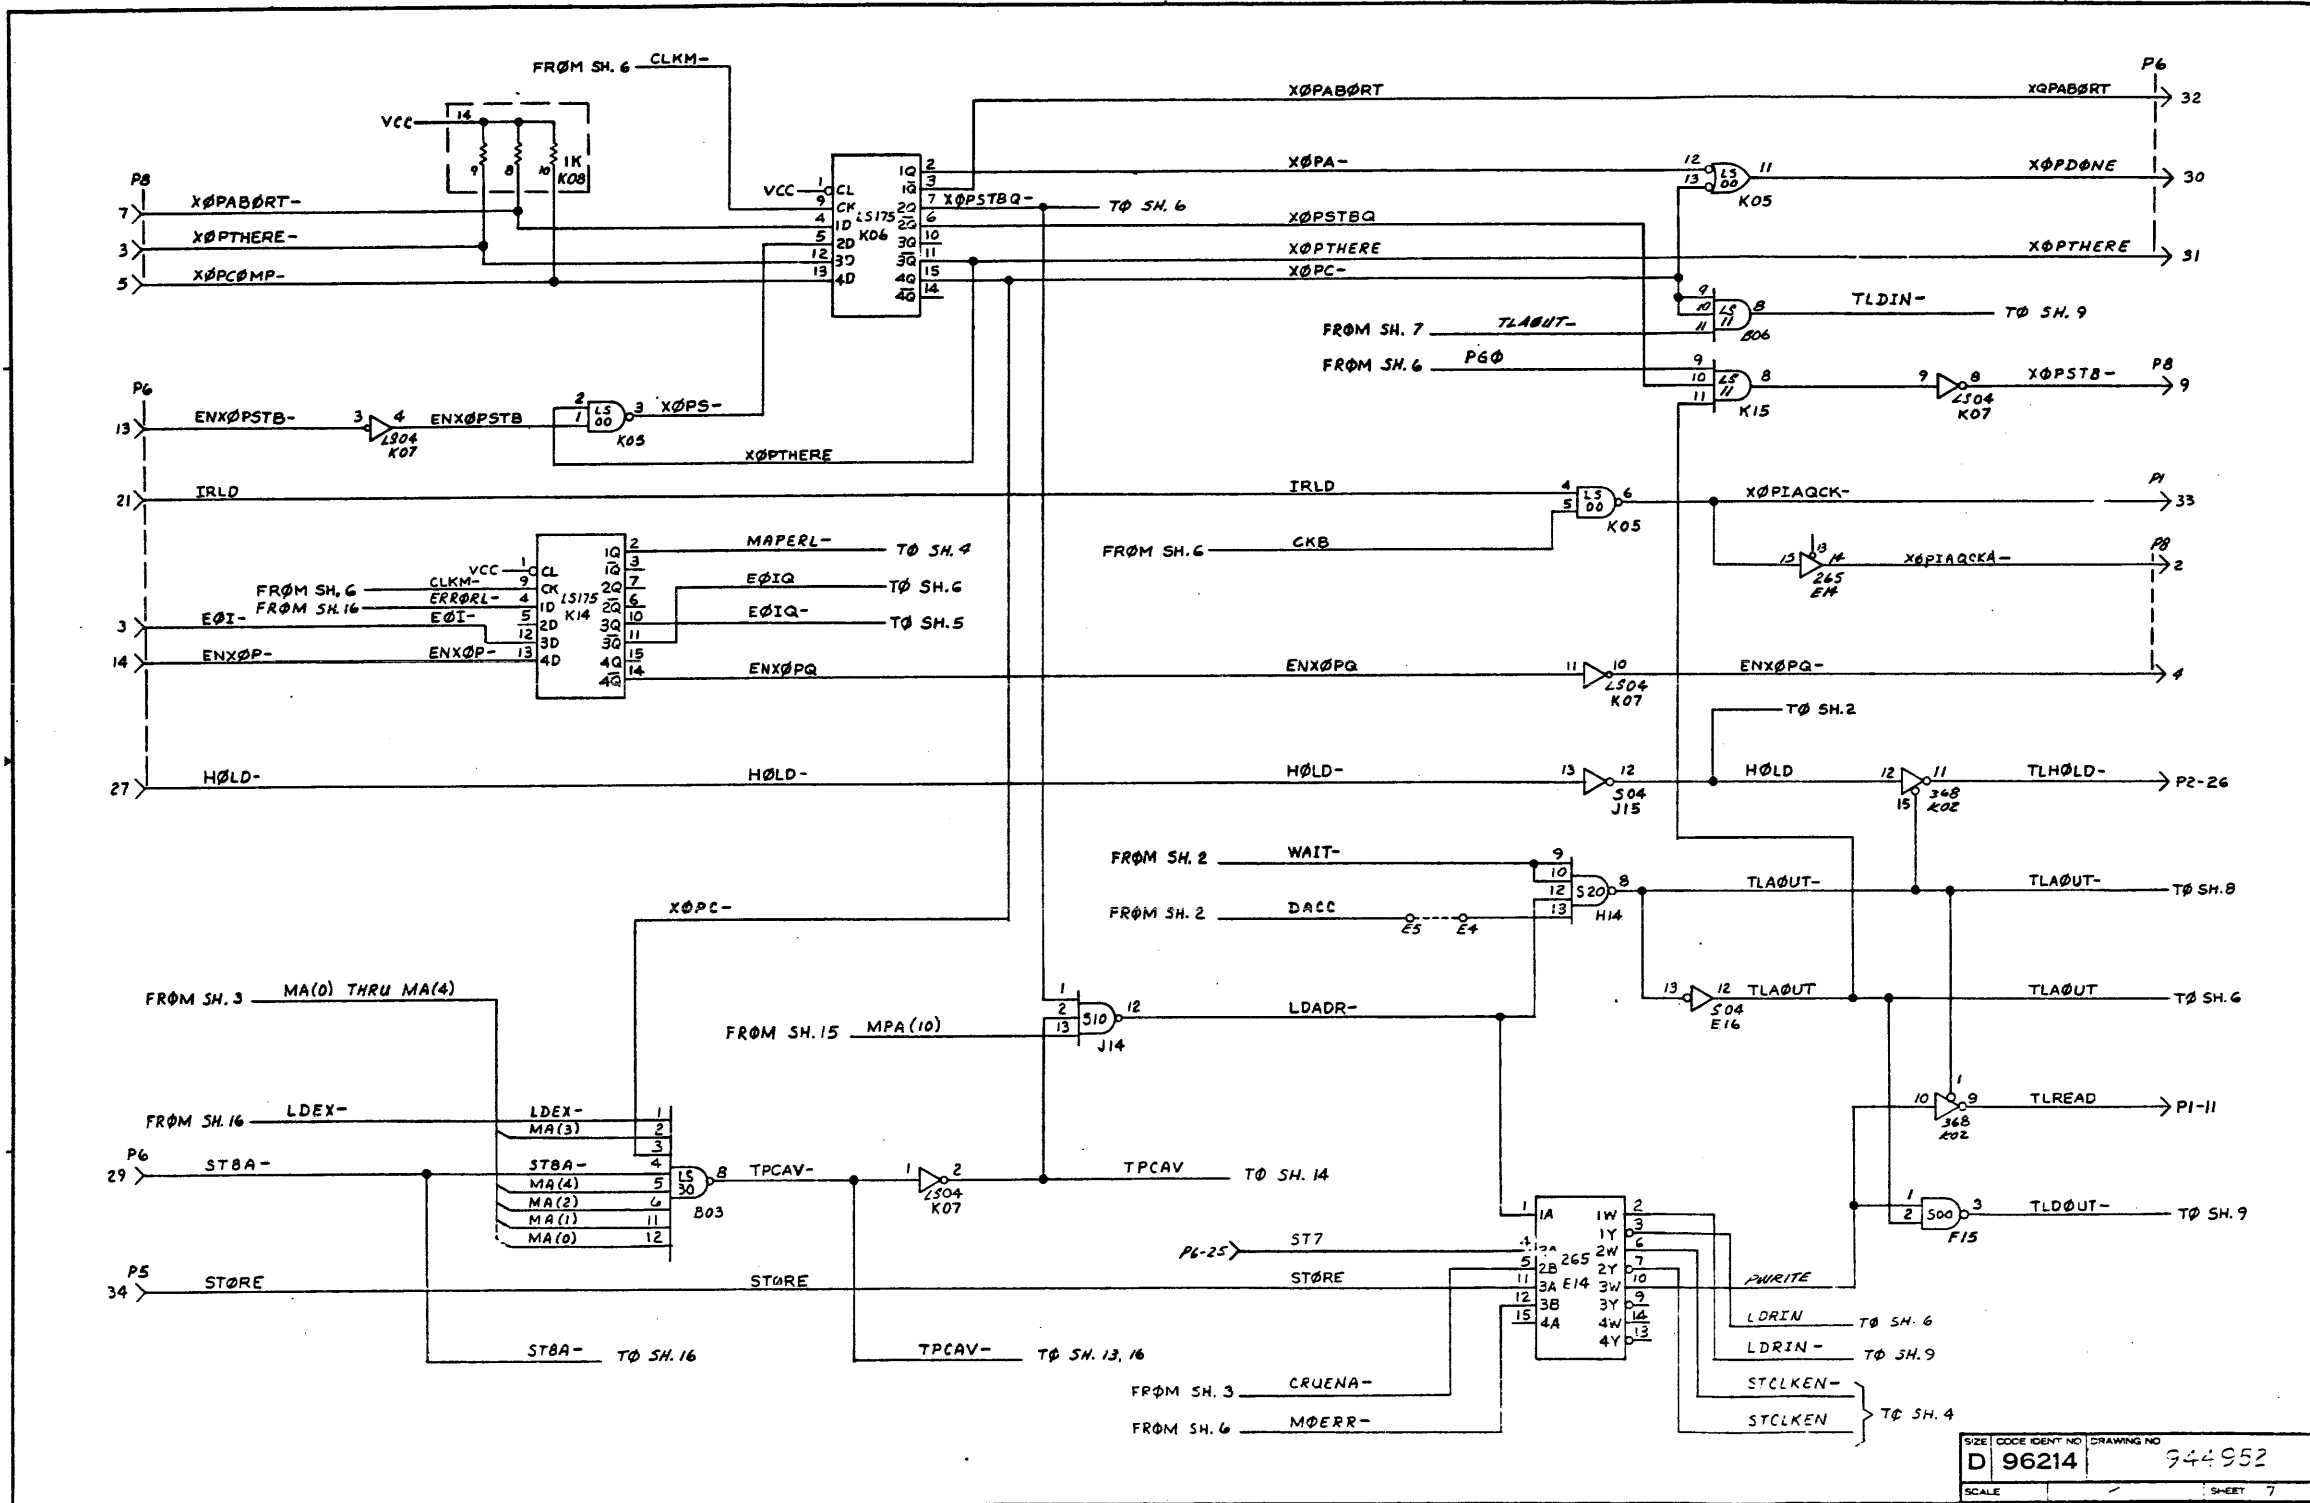 FRØM SH. 6 CLKM-
P6
XØPABØRT XQPABØRT 32
VCC 14
9 8 10 1K K08
P8
7 XØPABØRT-
3 XØPTHERE-
5 XØPCØMP-
VCC 1 CL
9 CK
4 1D
5 2D
12 3D
13 4D
LS175 K06
1Q 2
1Q 3
2Q 7
2Q 6
3Q 10
3Q 11
4Q 15
4Q 14
XØPSTBQ- TØ SH. 6
XØPA- 12 13 LS 00 11 K05 XØPDØNE 30
XØPSTBQ
XØPTHERE XØPTHERE 31
XØPC-
9 10 11 LS 11 8 B06 TLDIN- TØ SH. 9
FRØM SH. 7 TLAØUT-
FRØM SH. 6 PGØ
9 10 11 LS 11 8 K15
9 8 LS04 K07 XØPSTB- P8 9
P6
13 ENXØPSTB- 3 4 LS04 K07 ENXØPSTB
2 1 LS 00 3 K05 XØPS-
XØPTHERE
21 IRLD IRLD 4 5 LS 00 6 K05 XØPIAQCK- P1 33
FRØM SH.6 CKB
15 13 14 265 E14 XØPIAQCKA- P8 2
VCC 1 CL
FRØM SH. 6 CLKM- 9 CK
FRØM SH.16 ERRØRL- 4 1D
5 2D
3 EØI- EØI- 12 3D
14 ENXØP- ENXØP- 13 4D
LS175 K14
1Q 2 MAPERL- TØ SH. 4
1Q 3
2Q 7
2Q 6
3Q 10
3Q 11
4Q 15
4Q 14
EØIQ TØ SH.6
EØIQ- TØ SH.5
ENXØPQ ENXØPQ 11 10 LS04 K07 ENXØPQ- 4
TØ SH.2
27 HØLD- HØLD- HØLD- 13 12 S04 J15 HØLD 12 11 15 368 K02 TLHØLD- P2-26
FRØM SH. 2 WAIT- 9 10
12 S20 8 H14 TLAØUT- TLAØUT- TØ SH.8
FRØM SH. 2 DACC E5 E4 13
XØPC-
FRØM SH. 3 MA(0) THRU MA(4)
13 12 S04 E16 TLAØUT TLAØUT TØ SH.6
FRØM SH. 15 MPA(10)
1 2 13 S10 12 J14 LDADR-
FRØM SH.16 LDEX- LDEX- 1
MA(3) 2
3
P6
29 ST8A- ST8A- 4
MA(4) 5
MA(2) 6
MA(1) 11
MA(0) 12
LS 30 8 B03 TPCAV-
1 2 LS04 K07 TPCAV TØ SH. 14
10 1 9 368 K02 TLREAD P1-11
1 2 S00 3 F15 TLDØUT- TØ SH. 9
P5
34 STØRE STØRE STØRE
P6-25 ST7
1 1A
4
5 2B
11 3A
12 3B
15 4A
265 E14
1W 2
1Y 3
2W 6
2Y 7
3W 10
3Y 9
4W 14
4Y 13
PWRITE
LDRIN TØ SH. 6
LDRIN- TØ SH.9
STCLKEN-
STCLKEN
TØ SH. 4
ST8A- TØ SH. 16
TPCAV- TØ SH. 13, 16
FRØM SH. 3 CRUENA-
FRØM SH. 6 MØERR-
SIZE CODE IDENT NO DRAWING NO
D 96214 944952
SCALE SHEET 7